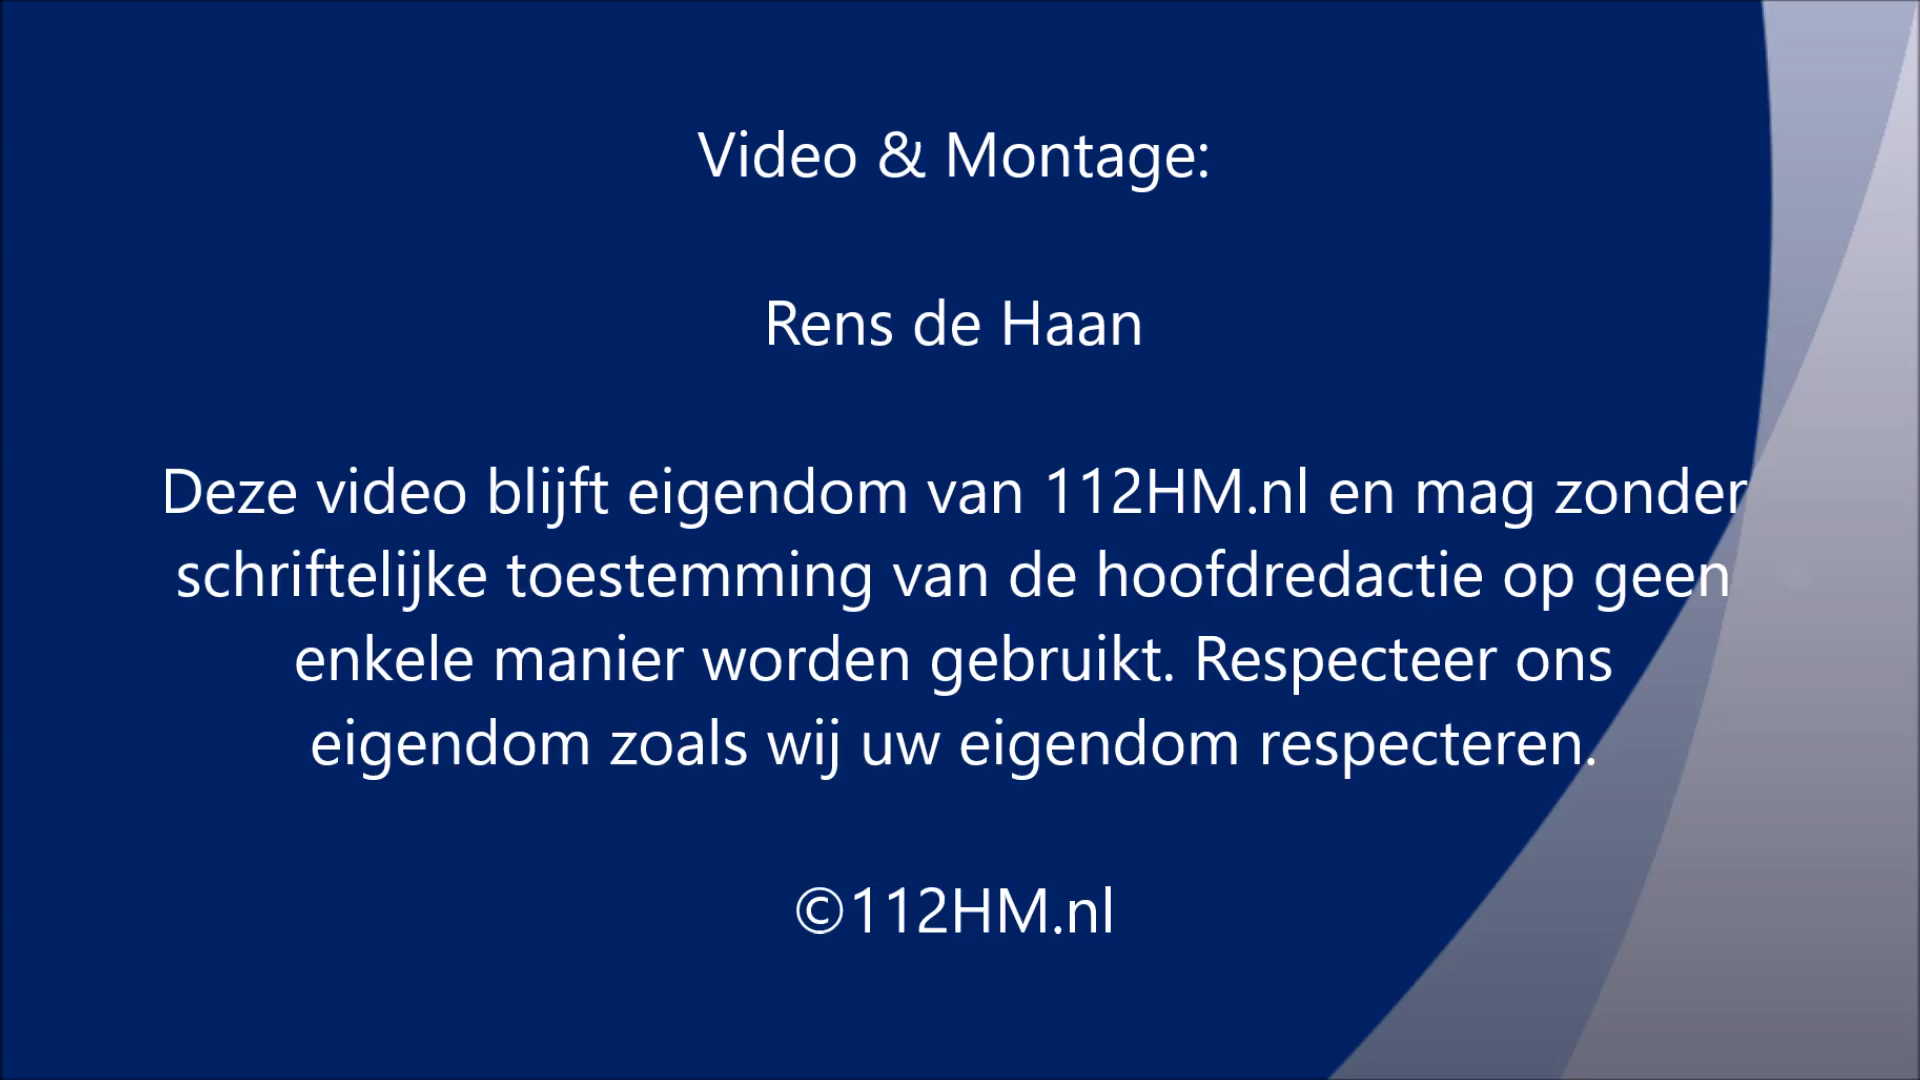 Video & Montage:
Rens de Haan
Deze video blijft eigendom van 112HM.nl en mag zonder
schriftelijke toestemming van de hoofdredactie op geen
enkele manier worden gebruikt. Respecteer ons
eigendom zoals wij uw eigendom respecteren.
©112HM.nl